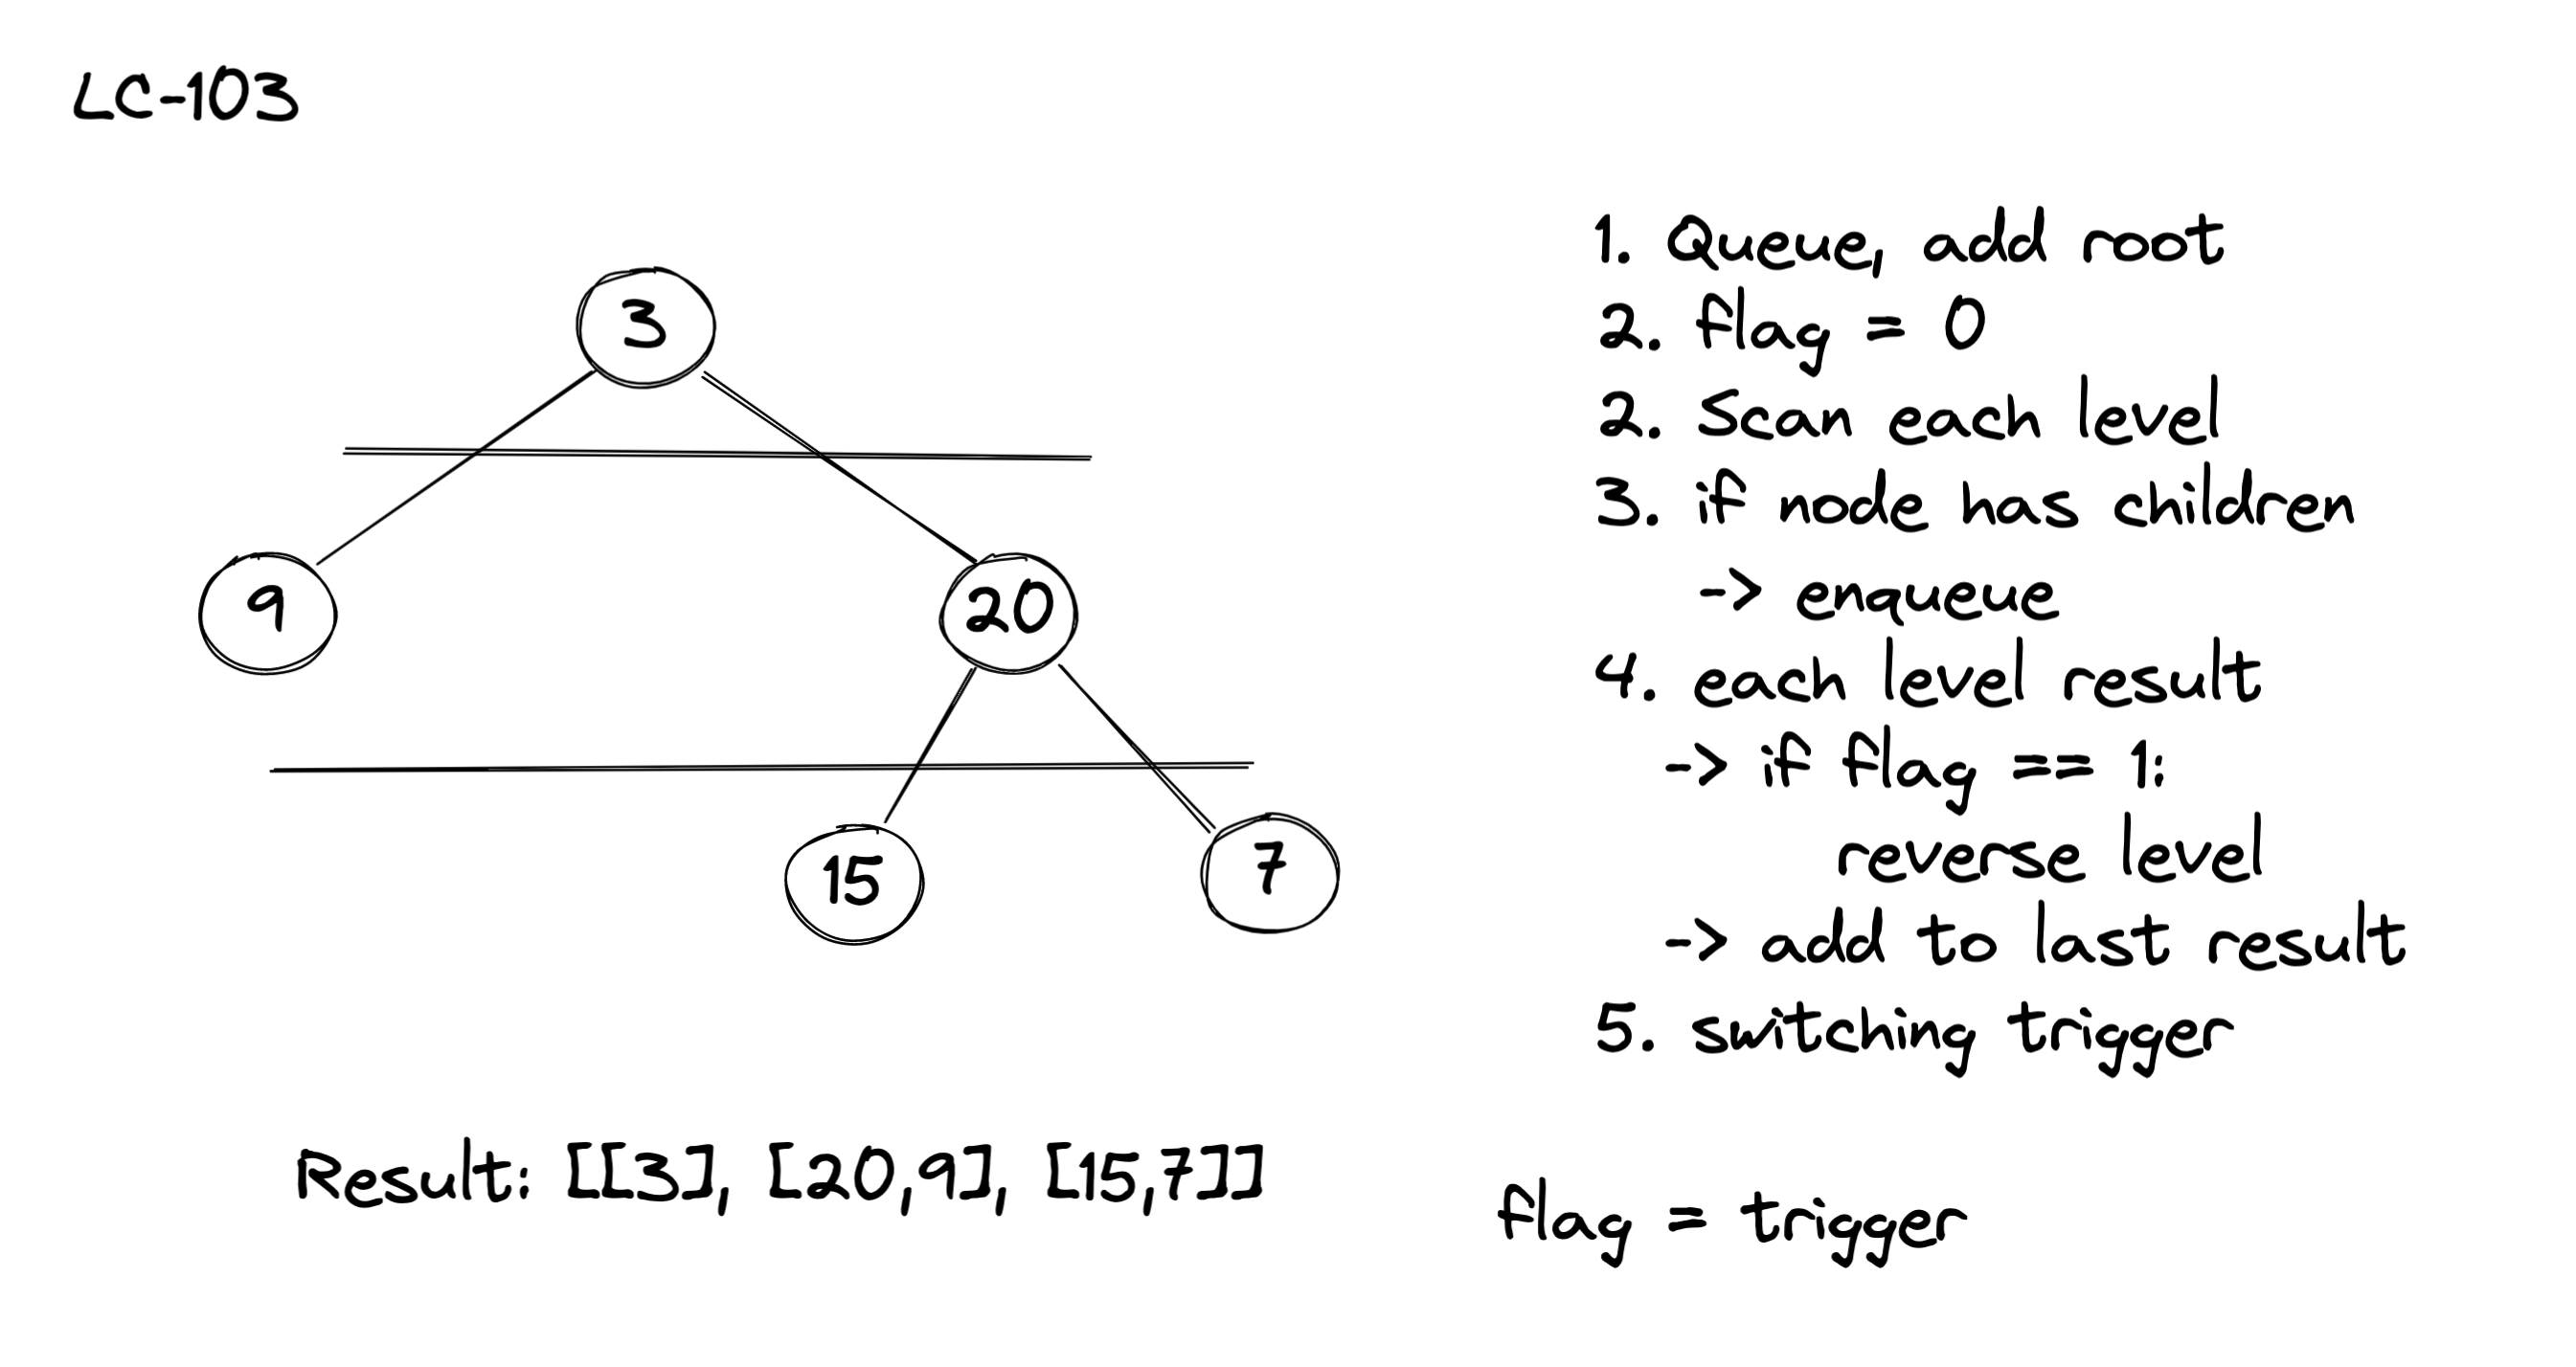 LC-103
3
9
20
15
7
Result: [[3], [20,9], [15,7]]
1. Queue, add root
2. flag = 0
2. Scan each level
3. if node has children
-> enqueue
4. each level result
-> if flag == 1:
reverse level
-> add to last result
5. switching trigger
flag = trigger